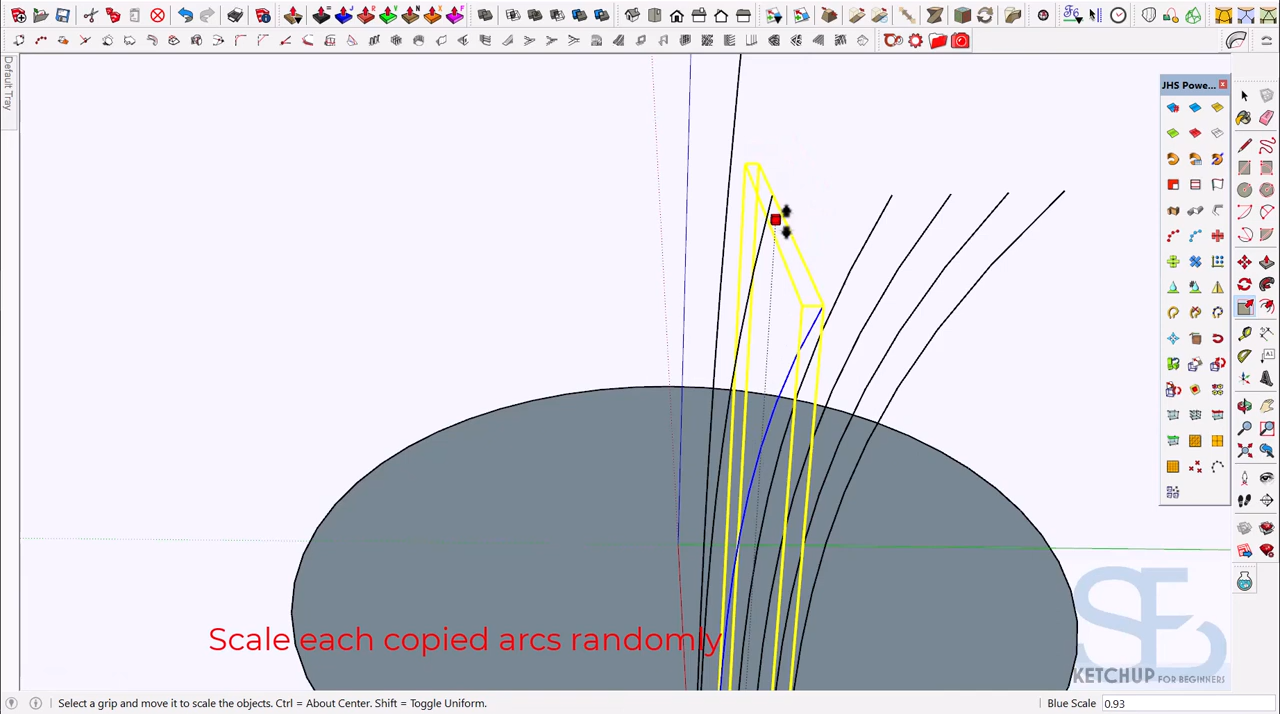 JHS Powe...
Default Tray
Scale each copied arcs randomly
SFB
KETCHUP FOR BEGINNERS
Select a grip and move it to scale the objects. Ctrl = About Center. Shift = Toggle Uniform.
Blue Scale 0.93